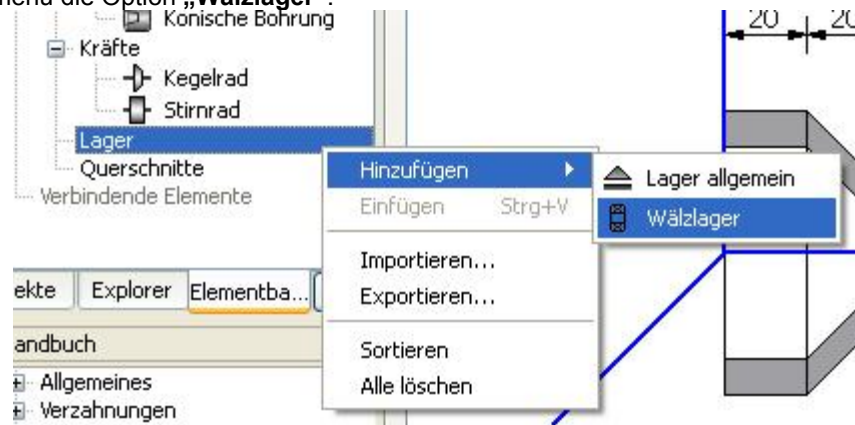 menü die Option „Wälzlager“.
Konische Bohrung
Kräfte
Kegelrad
Stirnrad
Lager
Querschnitte
Verbindende Elemente
Hinzufügen
Einfügen Strg+V
Importieren...
Exportieren...
Sortieren
Alle löschen
Lager allgemein
Wälzlager
20 20
ekte Explorer Elementba...
andbuch
Allgemeines
Verzahnungen